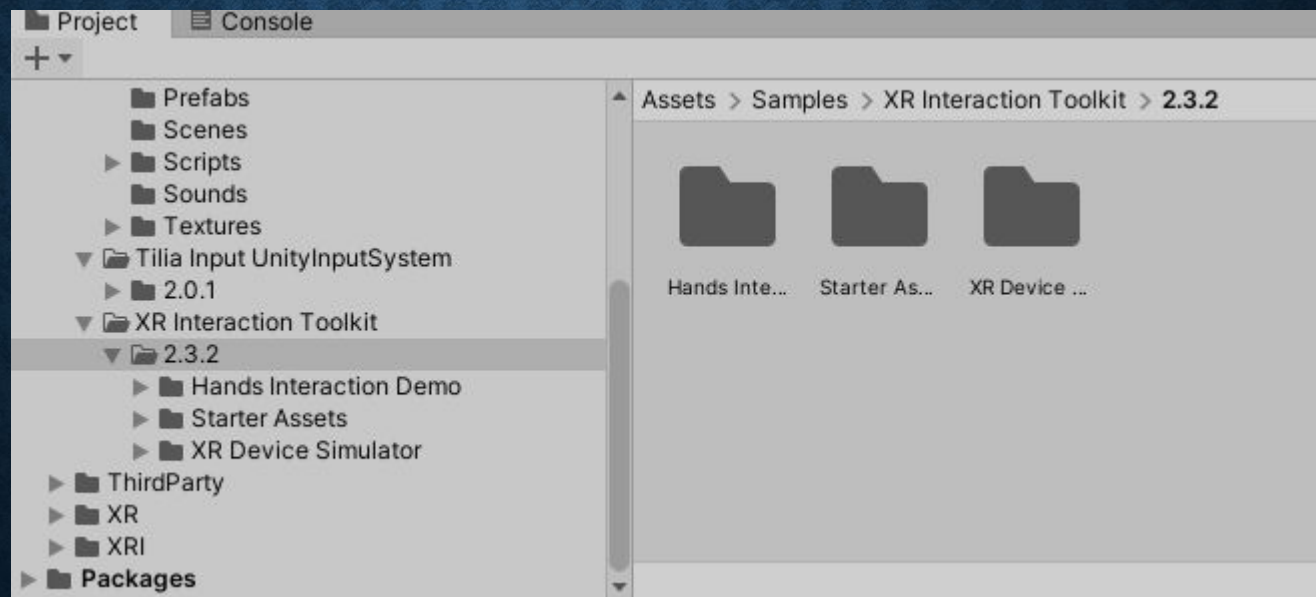 Project Console
Prefabs
Scenes
Scripts
Sounds
Textures
Tilia Input UnityInputSystem
2.0.1
XR Interaction Toolkit
2.3.2
Hands Interaction Demo
Starter Assets
XR Device Simulator
ThirdParty
XR
XRI
Packages
Assets > Samples > XR Interaction Toolkit > 2.3.2
Hands Inte... Starter As... XR Device ...